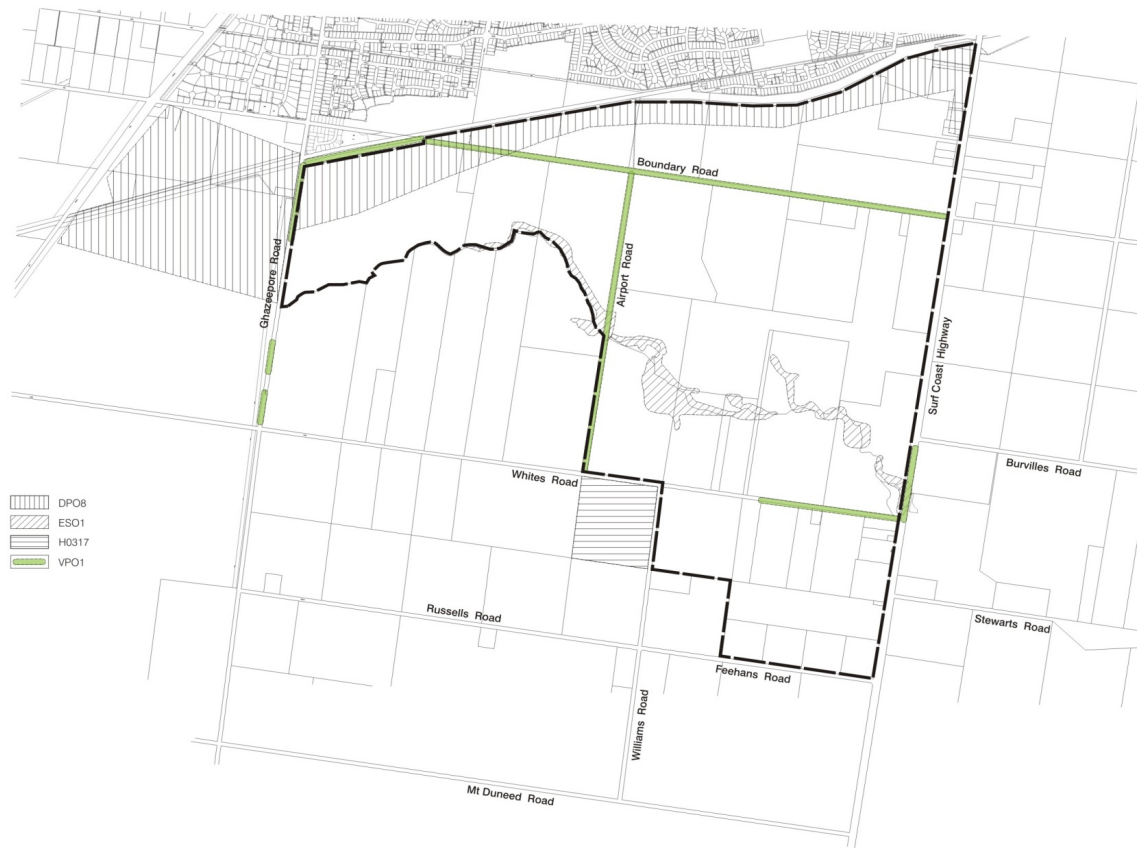 Boundary Road
Ghazeepore Road
Airport Road
Surf Coast Highway
Burvilles Road
Whites Road
DPO8
ESO1
H0317
VPO1
Russells Road
Stewarts Road
Feehans Road
Williams Road
Mt Duneed Road